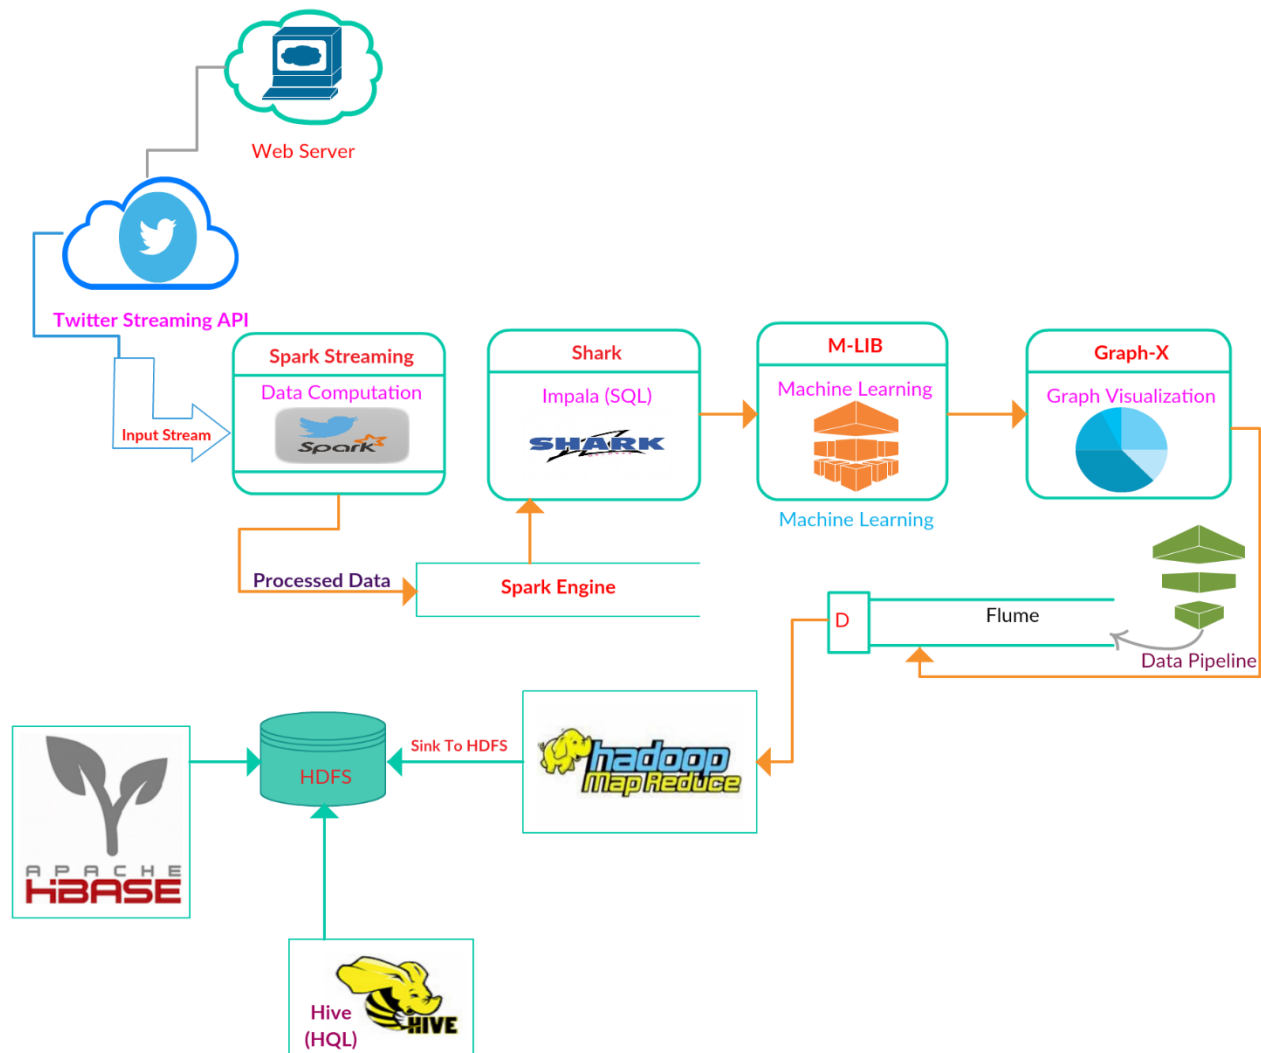 Web Server
Twitter Streaming API
Input Stream
Spark Streaming
Data Computation
Spark
Shark
Impala (SQL)
SHARK
M-LIB
Machine Learning
Machine Learning
Graph-X
Graph Visualization
Processed Data
Spark Engine
D
Flume
Data Pipeline
HDFS
Sink To HDFS
hadoop
Map Reduce
APACHE
HBASE
Hive
(HQL)
HIVE